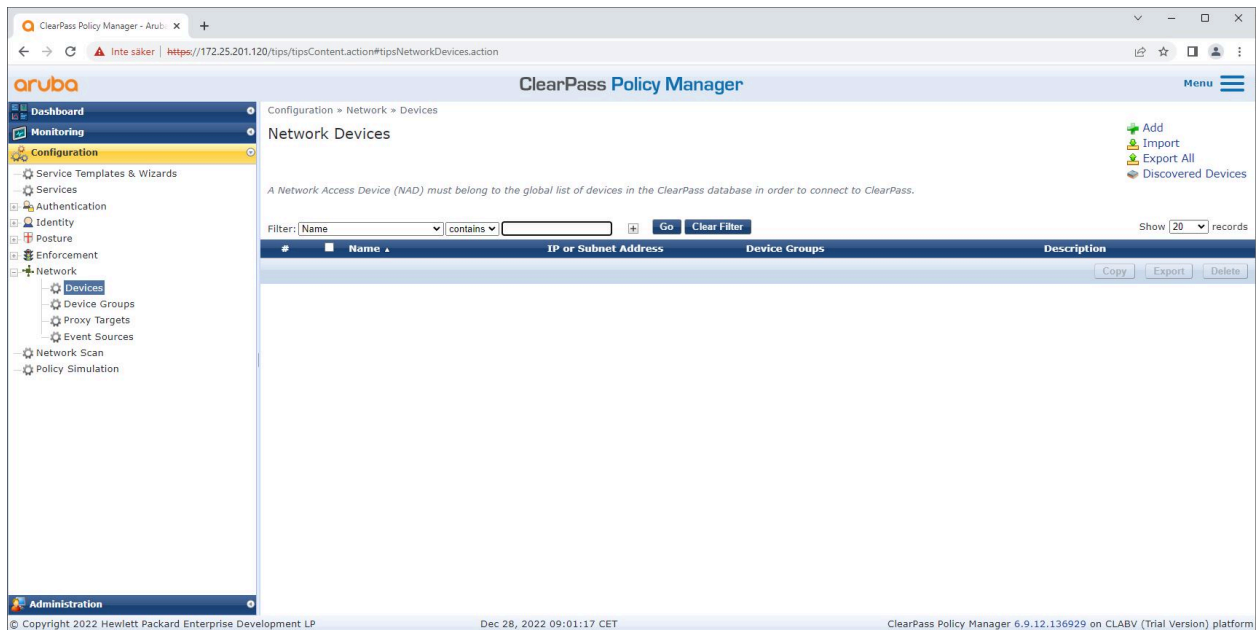 ClearPass Policy Manager - Arub
Inte säker | https://172.25.201.120/tips/tipsContent.action#tipsNetworkDevices.action
aruba
ClearPass Policy Manager
Menu
Dashboard
Monitoring
Configuration
Service Templates & Wizards
Services
Authentication
Identity
Posture
Enforcement
Network
Devices
Device Groups
Proxy Targets
Event Sources
Network Scan
Policy Simulation
Administration
Configuration » Network » Devices
Network Devices
Add
Import
Export All
Discovered Devices
A Network Access Device (NAD) must belong to the global list of devices in the ClearPass database in order to connect to ClearPass.
Filter: Name contains Go Clear Filter Show 20 records
# Name IP or Subnet Address Device Groups Description
Copy Export Delete
© Copyright 2022 Hewlett Packard Enterprise Development LP Dec 28, 2022 09:01:17 CET ClearPass Policy Manager 6.9.12.136929 on CLABV (Trial Version) platform